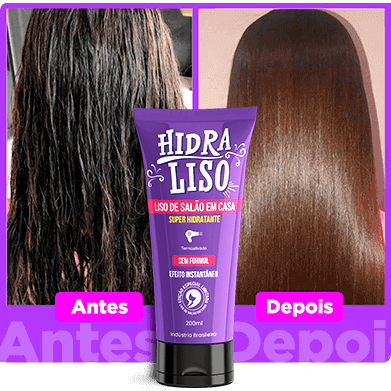 HIDRA
LISO
LISO DE SALÃO EM CASA
SUPER HIDRATANTE
Termoativado
SEM FORMOL
EFEITO INSTANTÂNEO
200ml
Indústria Brasileira
Antes
Depois
Antes
Depois